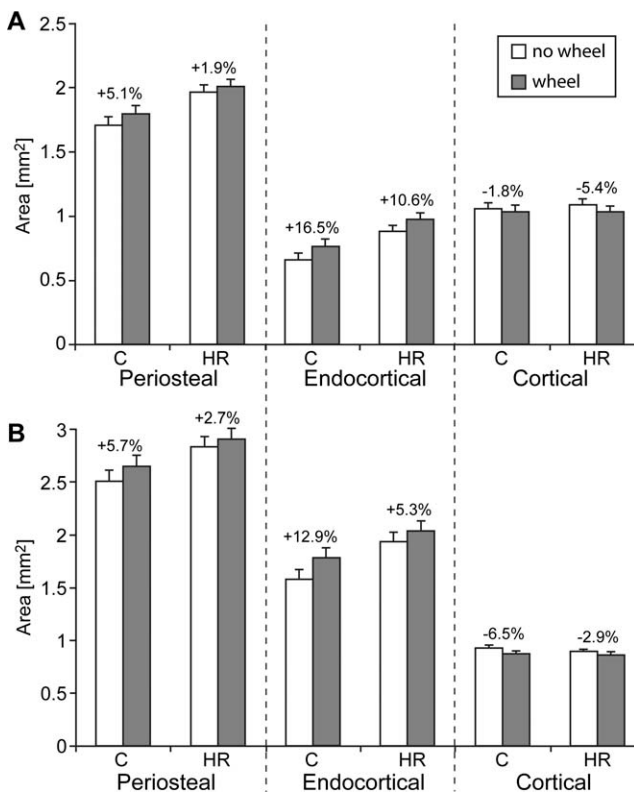 A
no wheel
wheel
Area [mm²]
2.5
2
1.5
1
0.5
0
+5.1%
+1.9%
+16.5%
+10.6%
-1.8%
-5.4%
C HR C HR C HR
Periosteal Endocortical Cortical
B
Area [mm²]
3
2.5
2
1.5
1
0.5
0
+5.7%
+2.7%
+12.9%
+5.3%
-6.5%
-2.9%
C HR C HR C HR
Periosteal Endocortical Cortical